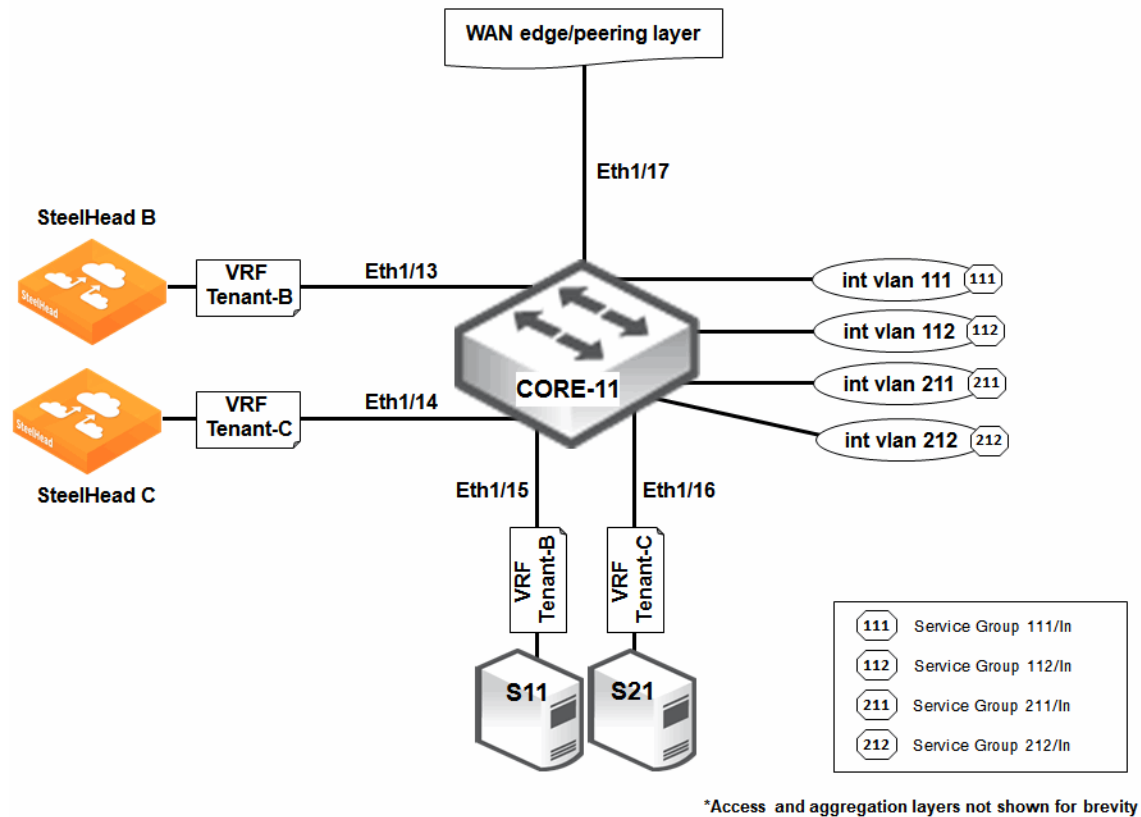 WAN edge/peering layer
Eth1/17
SteelHead B
SteelHead
VRF
Tenant-B
Eth1/13
int vlan 111
111
int vlan 112
112
CORE-11
int vlan 211
211
int vlan 212
212
SteelHead
VRF
Tenant-C
Eth1/14
SteelHead C
Eth1/15
Eth1/16
VRF
Tenant-B
VRF
Tenant-C
S11
S21
111 Service Group 111/In
112 Service Group 112/In
211 Service Group 211/In
212 Service Group 212/In
*Access and aggregation layers not shown for brevity